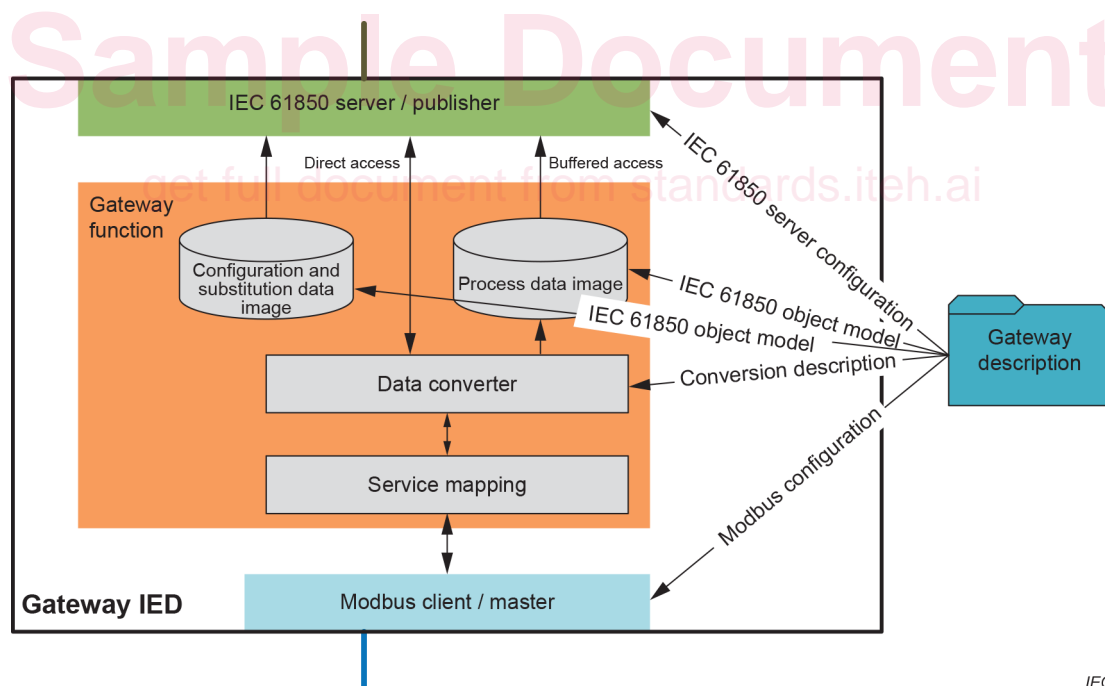 Sample Document
get full document from standards.iteh.ai
IEC 61850 server / publisher
Direct access
Buffered access
Gateway
function
Configuration and
substitution data
image
Process data image
Data converter
Service mapping
Modbus client / master
Gateway IED
IEC 61850 server configuration
IEC 61850 object model
IEC 61850 object model
Conversion description
Modbus configuration
Gateway
description
IEC